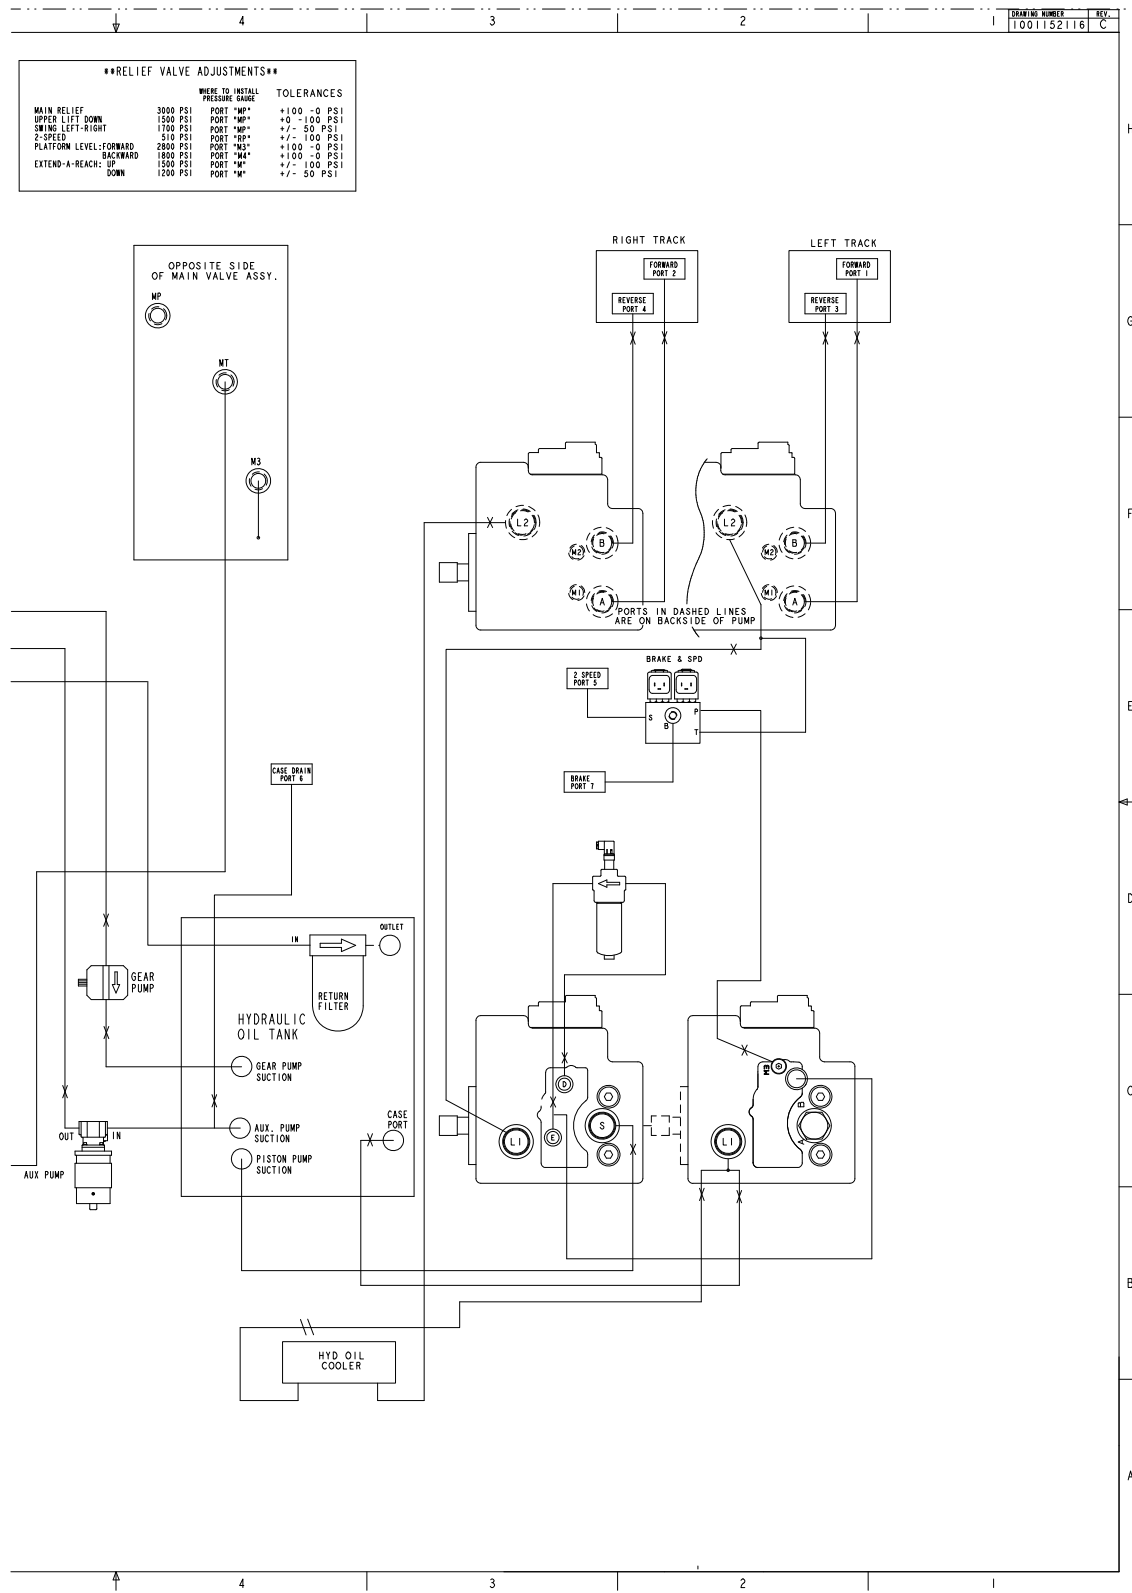 4 3 2 1
DRAWING NUMBER REV.
1001152116 C
**RELIEF VALVE ADJUSTMENTS**
WHERE TO INSTALL
PRESSURE GAUGE
TOLERANCES
MAIN RELIEF 3000 PSI PORT "MP" +100 -0 PSI
UPPER LIFT DOWN 1500 PSI PORT "MP" +0 -100 PSI
SWING LEFT-RIGHT 1700 PSI PORT "MP" +/- 50 PSI
2-SPEED 510 PSI PORT "RP" +/- 100 PSI
PLATFORM LEVEL:FORWARD 2800 PSI PORT "M3" +100 -0 PSI
BACKWARD 1800 PSI PORT "M4" +100 -0 PSI
EXTEND-A-REACH: UP 1500 PSI PORT "M" +/- 100 PSI
DOWN 1200 PSI PORT "M" +/- 50 PSI
H
RIGHT TRACK
LEFT TRACK
OPPOSITE SIDE
OF MAIN VALVE ASSY.
FORWARD
PORT 2
FORWARD
PORT 1
REVERSE
PORT 4
REVERSE
PORT 3
MP
G
MT
M3
L2
B
M2
M1
A
L2
B
M2
M1
A
F
PORTS IN DASHED LINES
ARE ON BACKSIDE OF PUMP
BRAKE & SPD
2 SPEED
PORT 5
S
B
P
T
E
CASE DRAIN
PORT 6
BRAKE
PORT 7
D
IN
OUTLET
GEAR
PUMP
RETURN
FILTER
HYDRAULIC
OIL TANK
GEAR PUMP
SUCTION
D
E
S
L1
EM
B
A
L1
C
CASE
PORT
OUT
IN
AUX. PUMP
SUCTION
AUX PUMP
PISTON PUMP
SUCTION
B
HYD OIL
COOLER
A
4 3 2 1